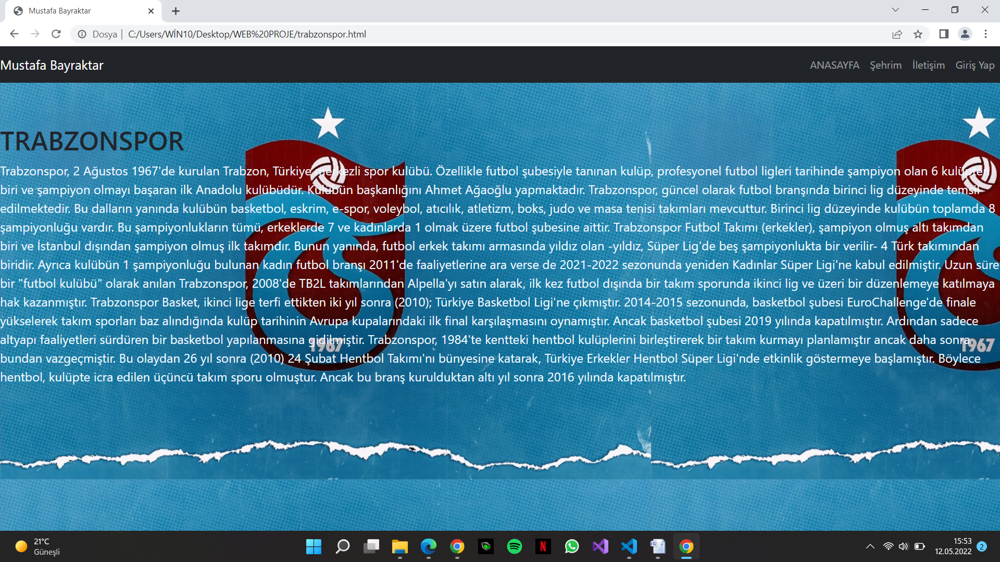 Mustafa Bayraktar
Dosya | C:/Users/WİN10/Desktop/WEB%20PROJE/trabzonspor.html
Mustafa Bayraktar
ANASAYFA Şehrim İletişim Giriş Yap
TRABZONSPOR
Trabzonspor, 2 Ağustos 1967'de kurulan Trabzon, Türkiye merkezli spor kulübü. Özellikle futbol şubesiyle tanınan kulüp, profesyonel futbol ligleri tarihinde şampiyon olan 6 kulüpten
biri ve şampiyon olmayı başaran ilk Anadolu kulübüdür. Kulübün başkanlığını Ahmet Ağaoğlu yapmaktadır. Trabzonspor, güncel olarak futbol branşında birinci lig düzeyinde temsil
edilmektedir. Bu dalların yanında kulübün basketbol, eskrim, e-spor, voleybol, atıcılık, atletizm, boks, judo ve masa tenisi takımları mevcuttur. Birinci lig düzeyinde kulübün toplamda 8
şampiyonluğu vardır. Bu şampiyonlukların tümü, erkeklerde 7 ve kadınlarda 1 olmak üzere futbol şubesine aittir. Trabzonspor Futbol Takımı (erkekler), şampiyon olmuş altı takımdan
biri ve İstanbul dışından şampiyon olmuş ilk takımdır. Bunun yanında, futbol erkek takımı armasında yıldız olan -yıldız, Süper Lig'de beş şampiyonlukta bir verilir- 4 Türk takımından
biridir. Ayrıca kulübün 1 şampiyonluğu bulunan kadın futbol branşı 2011'de faaliyetlerine ara verse de 2021-2022 sezonunda yeniden Kadınlar Süper Ligi'ne kabul edilmiştir. Uzun süre
bir "futbol kulübü" olarak anılan Trabzonspor, 2008'de TB2L takımlarından Alpella'yı satın alarak, ilk kez futbol dışında bir takım sporunda ikinci lig ve üzeri bir düzenlemeye katılmaya
hak kazanmıştır. Trabzonspor Basket, ikinci lige terfi ettikten iki yıl sonra (2010); Türkiye Basketbol Ligi'ne çıkmıştır. 2014-2015 sezonunda, basketbol şubesi EuroChallenge'de finale
yükselerek takım sporları baz alındığında kulüp tarihinin Avrupa kupalarındaki ilk final karşılaşmasını oynamıştır. Ancak basketbol şubesi 2019 yılında kapatılmıştır. Ardından sadece
altyapı faaliyetleri sürdüren bir basketbol yapılanmasına gidilmiştir. Trabzonspor, 1984'te kentteki hentbol kulüplerini birleştirerek bir takım kurmayı planlamıştır ancak daha sonra
bundan vazgeçmiştir. Bu olaydan 26 yıl sonra (2010) 24 Şubat Hentbol Takımı'nı bünyesine katarak, Türkiye Erkekler Hentbol Süper Ligi'nde etkinlik göstermeye başlamıştır. Böylece
hentbol, kulüpte icra edilen üçüncü takım sporu olmuştur. Ancak bu branş kurulduktan altı yıl sonra 2016 yılında kapatılmıştır.
1967
1967
21°C
Güneşli
15:53
12.05.2022
2